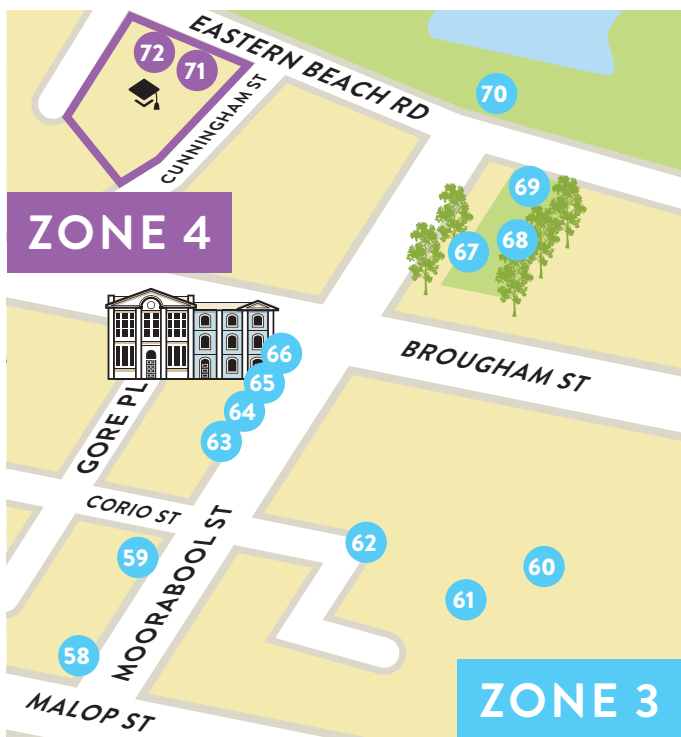 72
71
EASTERN BEACH RD
70
CUNNINGHAM ST
ZONE 4
69
68
67
66
65
64
63
BROUGHAM ST
GORE PL
CORIO ST
MOORABOOL ST
62
59
60
61
58
MALOP ST
ZONE 3